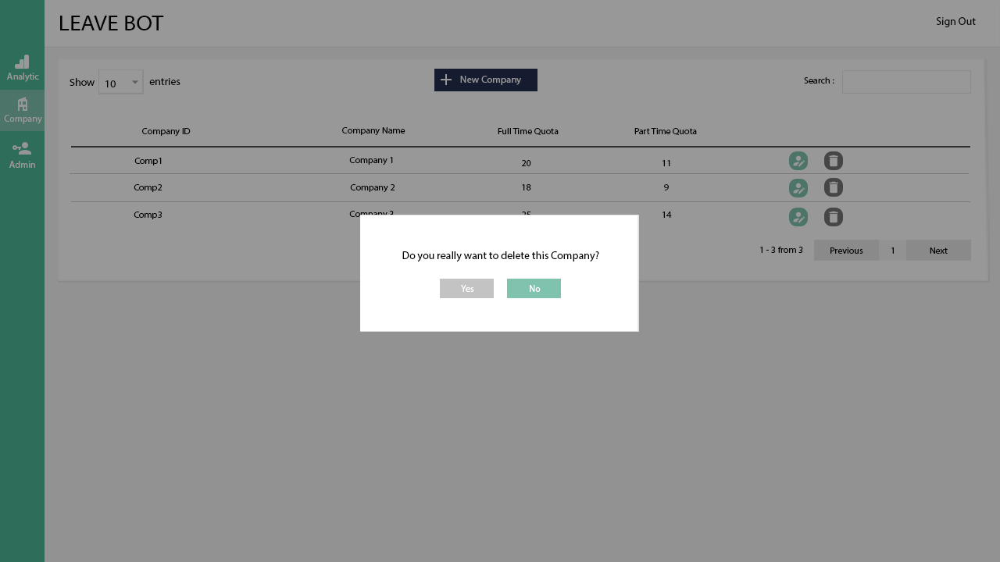 LEAVE BOT
Sign Out
Analytic
Company
Admin
Show 10 entries
New Company
Search :
Company ID Company Name Full Time Quota Part Time Quota
Comp1 Company 1 20 11
Comp2 Company 2 18 9
Comp3 Company 3 25 14
1 - 3 from 3 Previous 1 Next
Do you really want to delete this Company?
Yes No